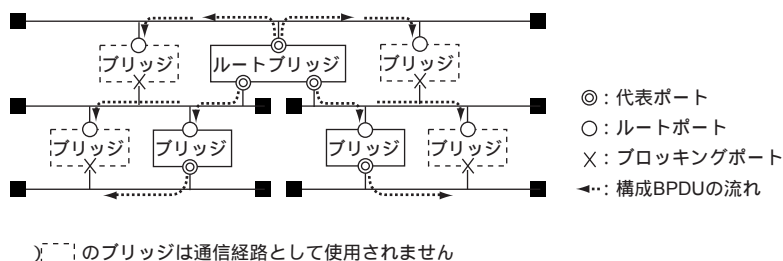 ブリッジ ルートブリッジ ブリッジ
ブリッジ ブリッジ ブリッジ ブリッジ
◎：代表ポート
○：ルートポート
×：ブロッキングポート
：構成BPDUの流れ
) のブリッジは通信経路として使用されません